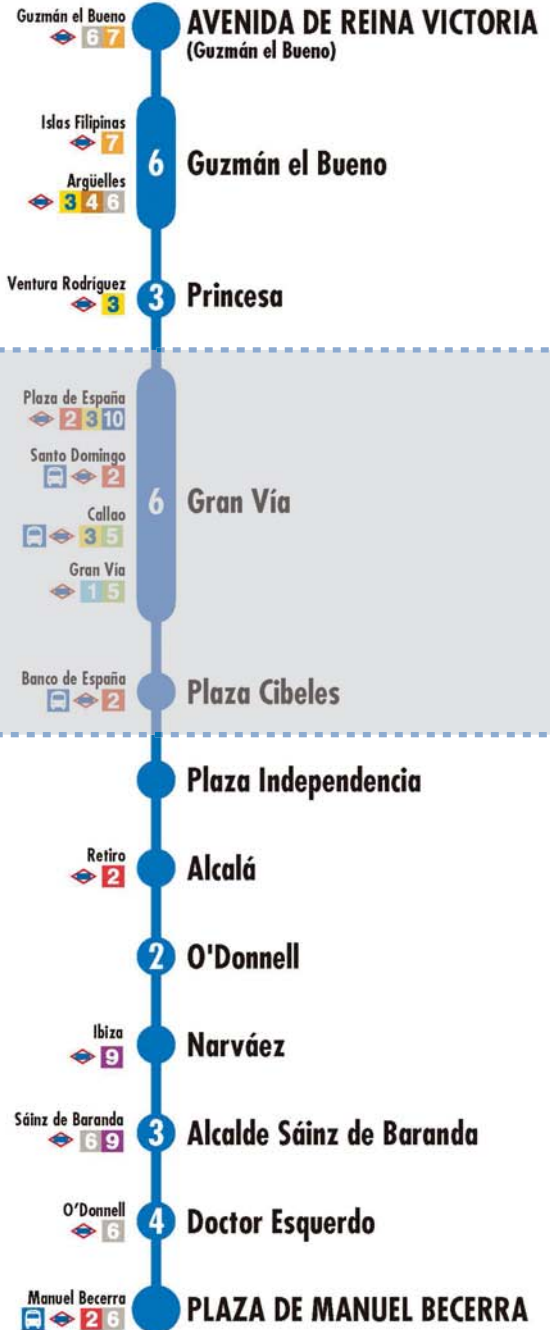 Guzmán el Bueno
6 7
AVENIDA DE REINA VICTORIA
(Guzmán el Bueno)
Islas Filipinas
7
Argüelles
3 4 6
6
Guzmán el Bueno
Ventura Rodríguez
3
3
Princesa
Plaza de España
2 3 10
Santo Domingo
2
Callao
3 5
Gran Vía
1 5
6
Gran Vía
Banco de España
2
Plaza Cibeles
Plaza Independencia
Retiro
2
Alcalá
2
O'Donnell
Ibiza
9
Narváez
Sáinz de Baranda
6 9
3
Alcalde Sáinz de Baranda
O'Donnell
6
4
Doctor Esquerdo
Manuel Becerra
2 6
PLAZA DE MANUEL BECERRA